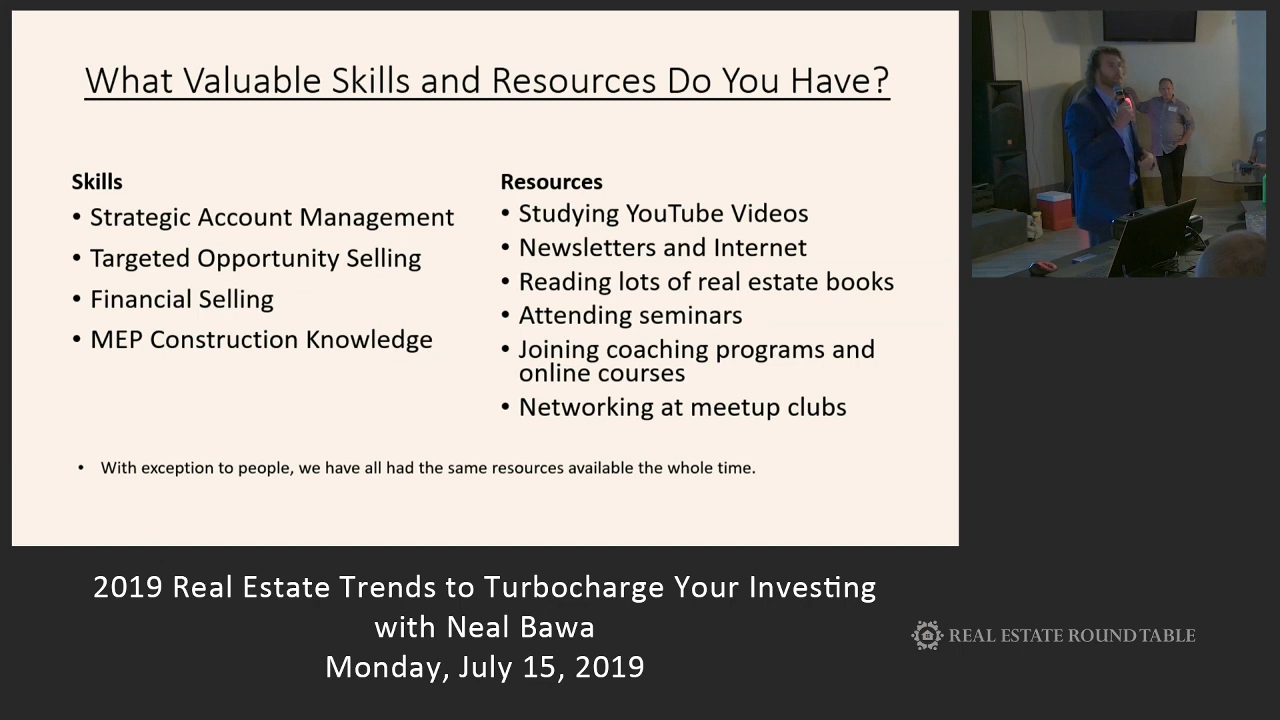 What Valuable Skills and Resources Do You Have?
Skills
• Strategic Account Management
• Targeted Opportunity Selling
• Financial Selling
• MEP Construction Knowledge
Resources
• Studying YouTube Videos
• Newsletters and Internet
• Reading lots of real estate books
• Attending seminars
• Joining coaching programs and
online courses
• Networking at meetup clubs
• With exception to people, we have all had the same resources available the whole time.
2019 Real Estate Trends to Turbocharge Your Investing
with Neal Bawa
Monday, July 15, 2019
REAL ESTATE ROUND TABLE